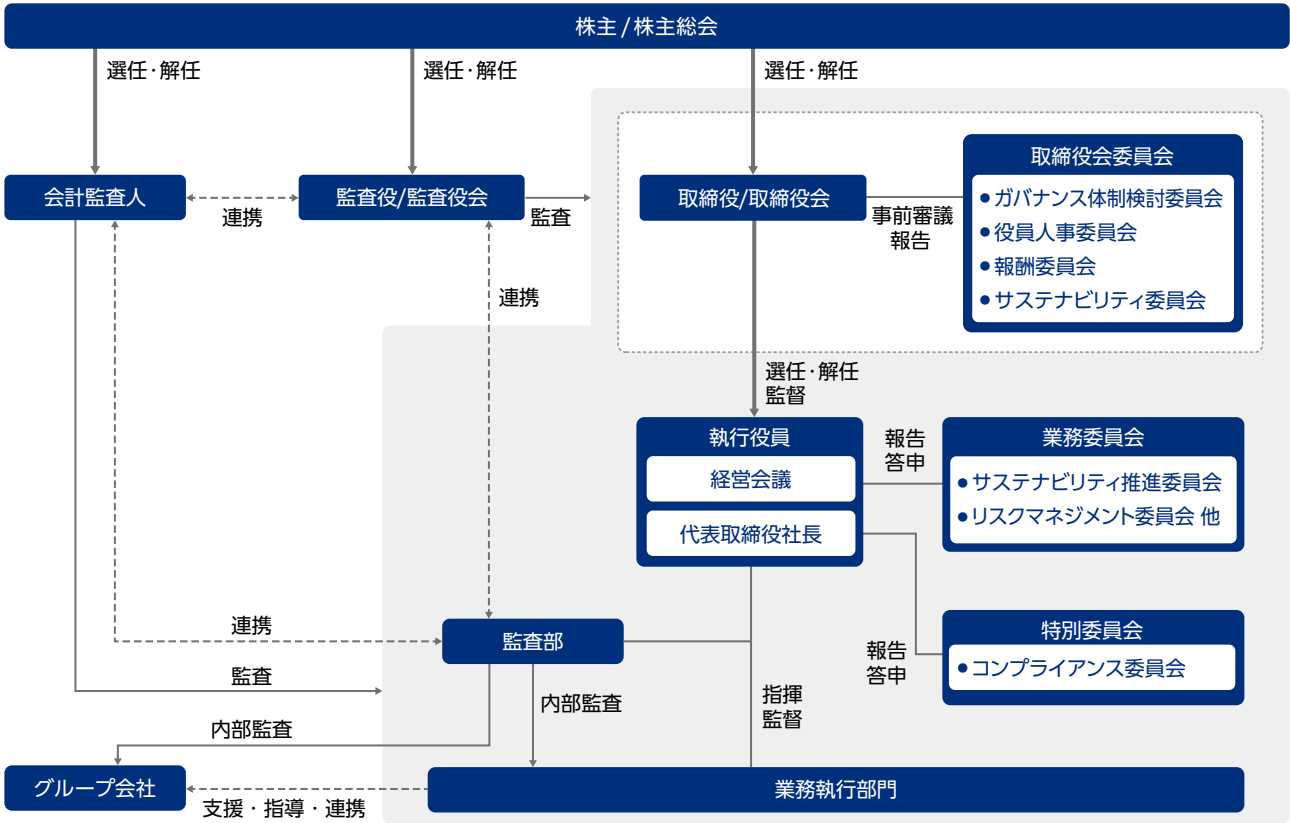 株主/株主総会
選任・解任
選任・解任
選任・解任
会計監査人
連携
監査役/監査役会
監査
取締役/取締役会
事前審議
報告
取締役会委員会
●ガバナンス体制検討委員会
●役員人事委員会
●報酬委員会
●サステナビリティ委員会
連携
選任・解任
監督
執行役員
経営会議
代表取締役社長
報告
答申
業務委員会
●サステナビリティ推進委員会
●リスクマネジメント委員会 他
連携
監査部
報告
答申
特別委員会
●コンプライアンス委員会
監査
内部監査
内部監査
指揮
監督
グループ会社
支援・指導・連携
業務執行部門